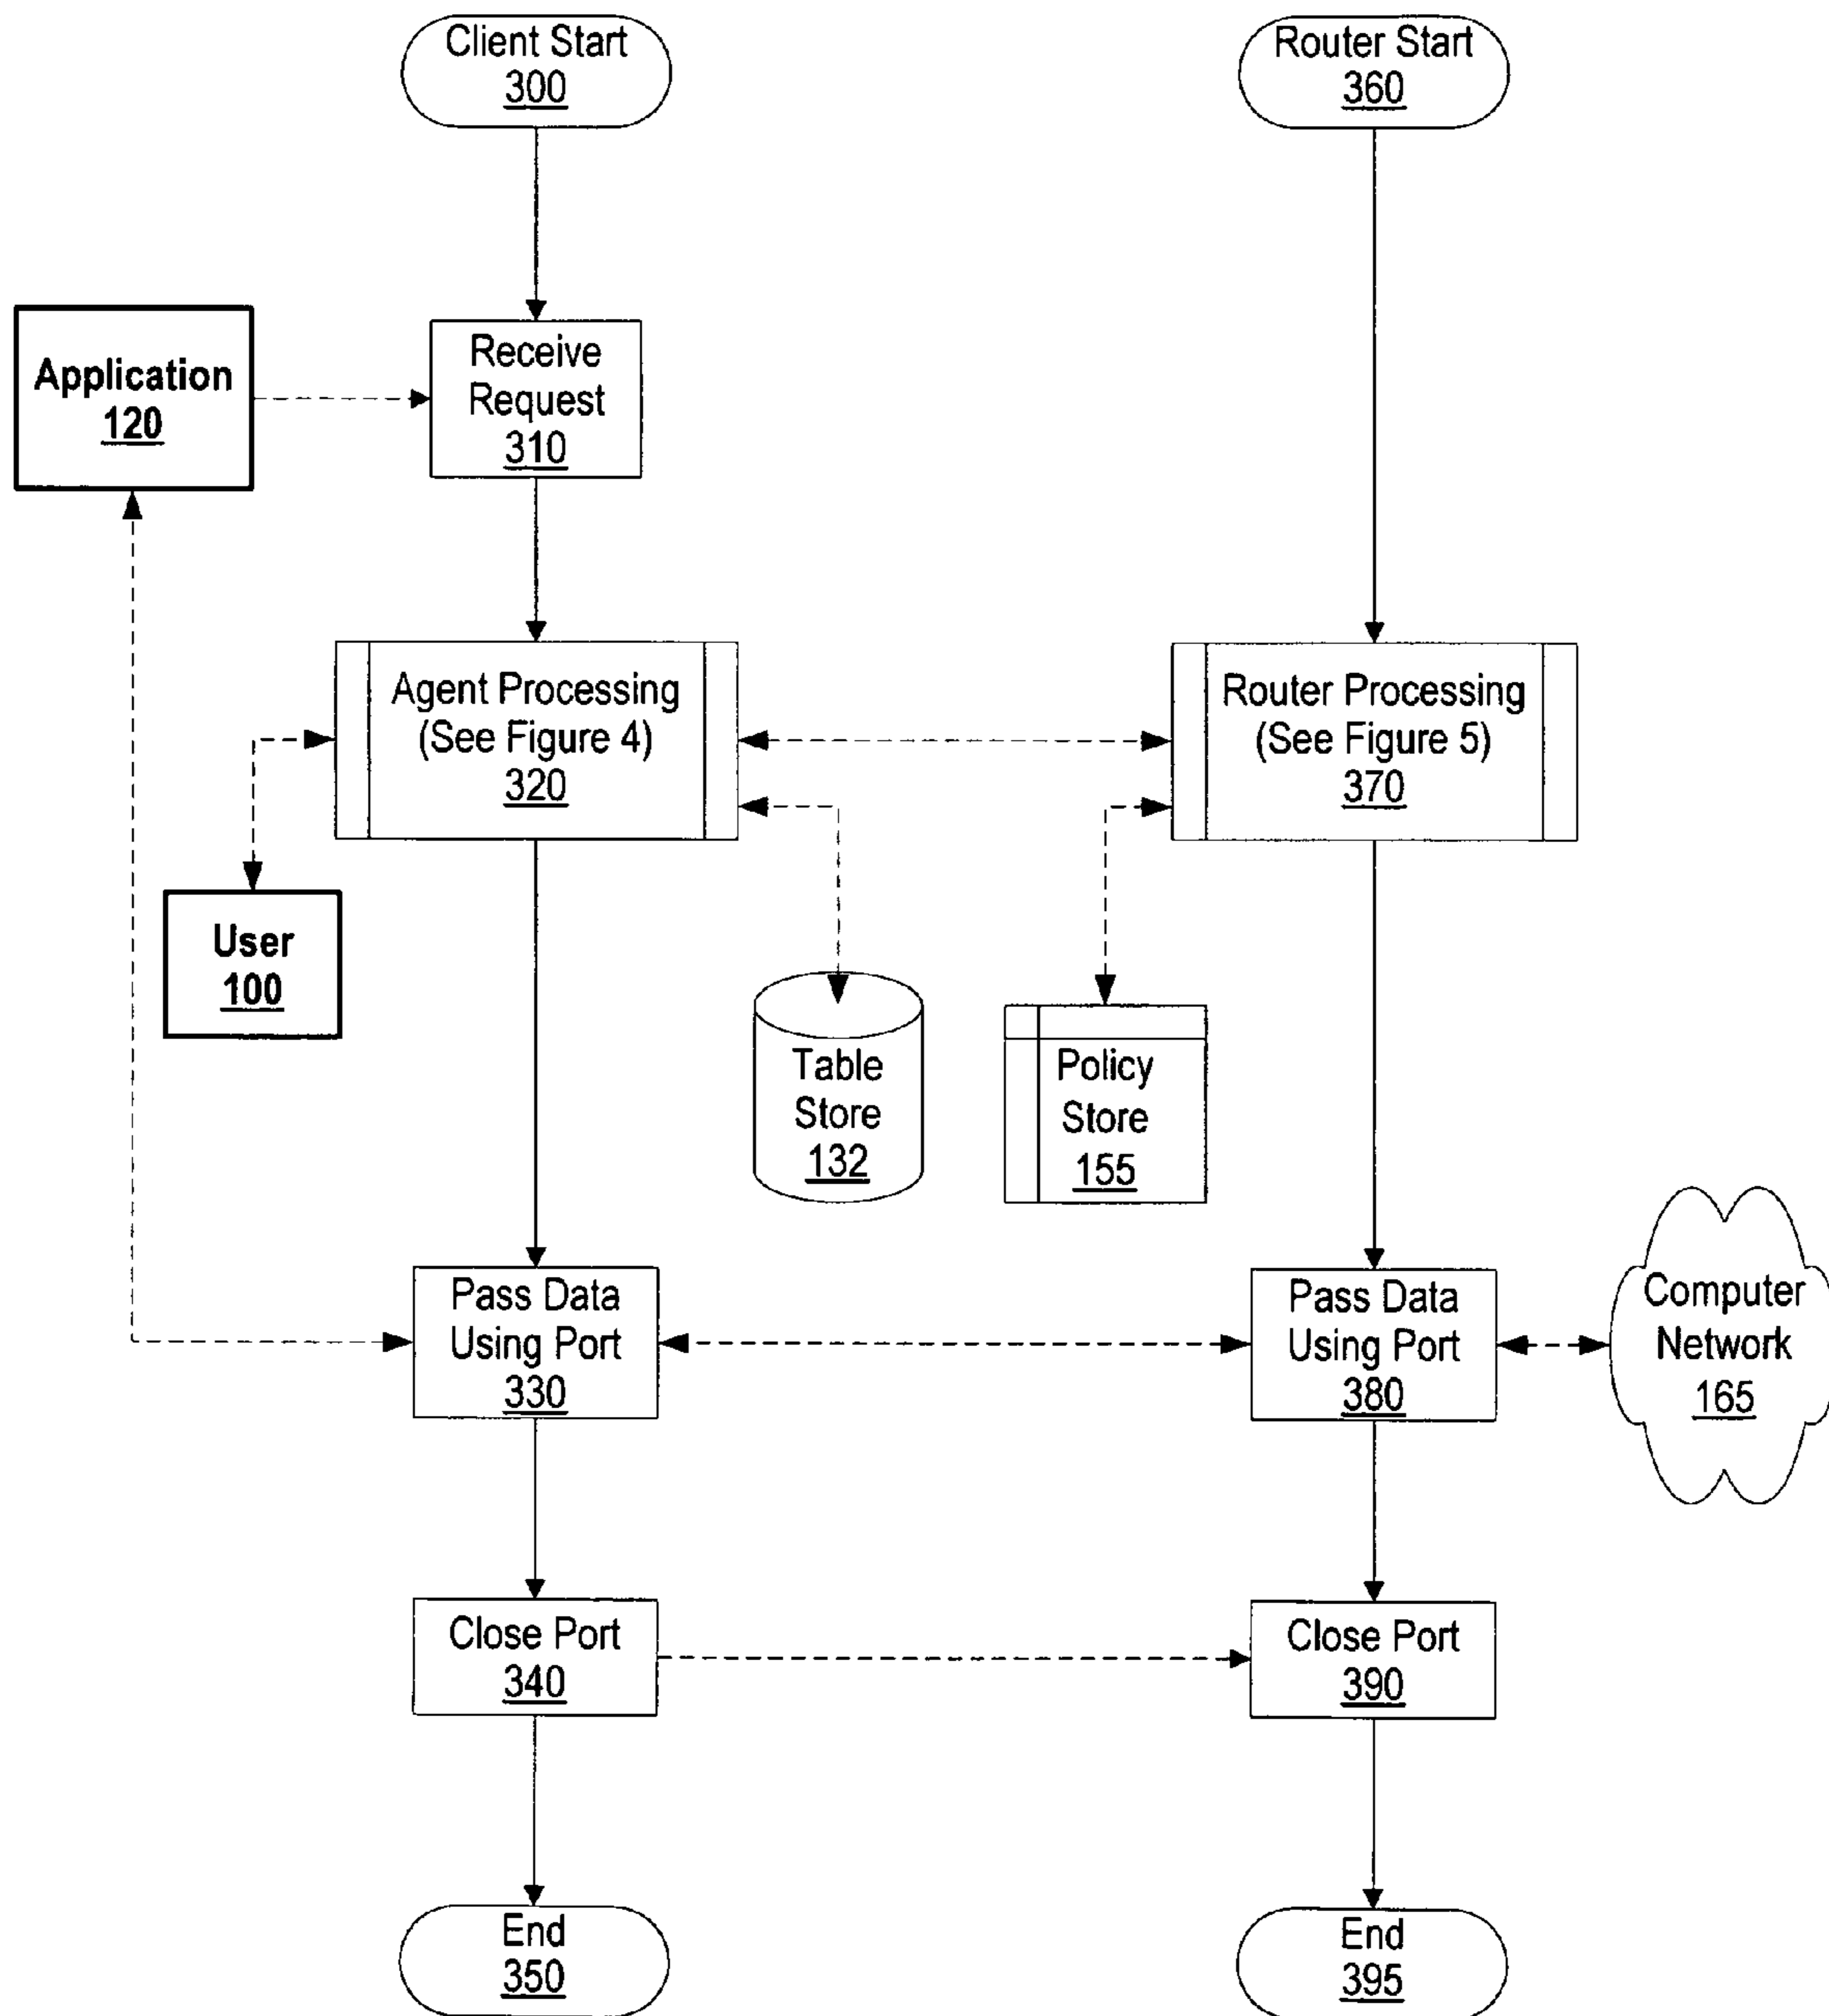 Client Start
300
Router Start
360
Application
120
Receive
Request
310
Agent Processing
(See Figure 4)
320
Router Processing
(See Figure 5)
370
User
100
Table
Store
132
Policy
Store
155
Pass Data
Using Port
330
Pass Data
Using Port
380
Computer
Network
165
Close Port
340
Close Port
390
End
350
End
395